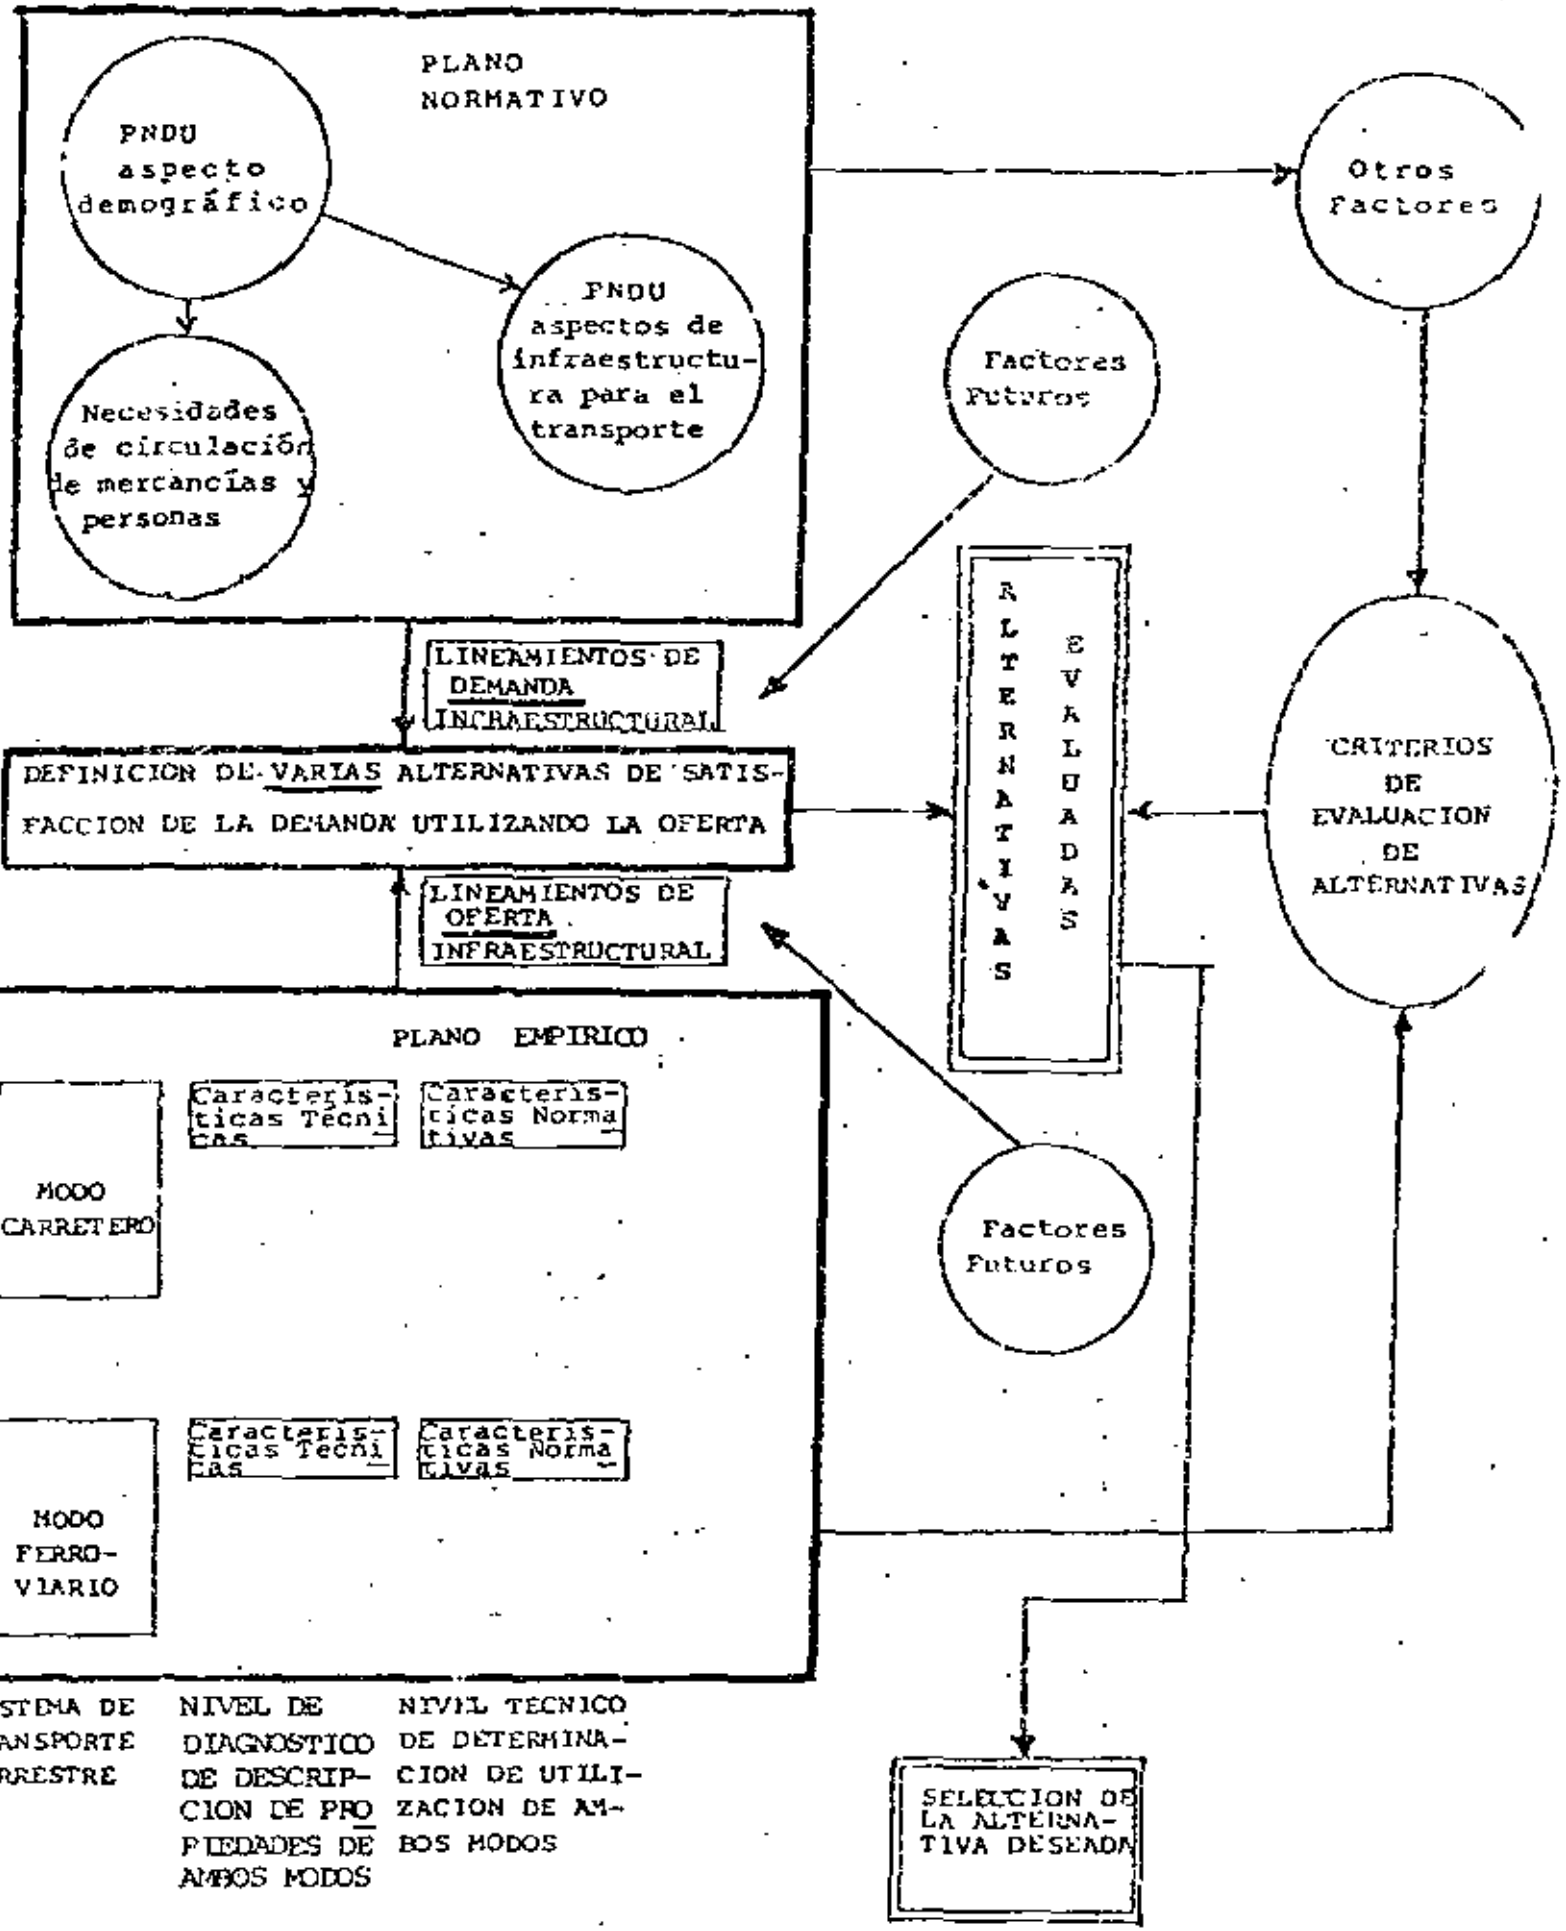 PLANO
NORMATIVO
PNDU
aspecto
demográfico
PNDU
aspectos de
infraestructu-
ra para el
transporte
Necesidades
de circulación
de mercancías y
personas
Otros
Factores
Factores
Futuros
LINEAMIENTOS DE
DEMANDA
INCRAESTRUCTURAL
DEFINICION DE VARIAS ALTERNATIVAS DE SATIS-
FACCION DE LA DEMANDA UTILIZANDO LA OFERTA
LINEAMIENTOS DE
OFERTA
INFRAESTRUCTURAL
ALTERNATIVAS
EVALUADAS
CRITERIOS
DE
EVALUACION
DE
ALTERNATIVAS
PLANO EMPIRICO
MODO
CARRETERO
Caracterís-
ticas Técni
cas
Caracterís-
ticas Norma
tivas
Factores
Futuros
MODO
FERRO-
VIARIO
Caracterís-
ticas Técni
cas
Caracterís-
ticas Norma
tivas
STEMA DE
ANSPORTE
RRESTRE
NIVEL DE
DIAGNOSTICO
DE DESCRIP-
CION DE PRO
PIEDADES DE
AMBOS MODOS
NIVEL TECNICO
DE DETERMINA-
CION DE UTILI-
ZACION DE AM-
BOS MODOS
SELECCION DE
LA ALTERNA-
TIVA DESEADA